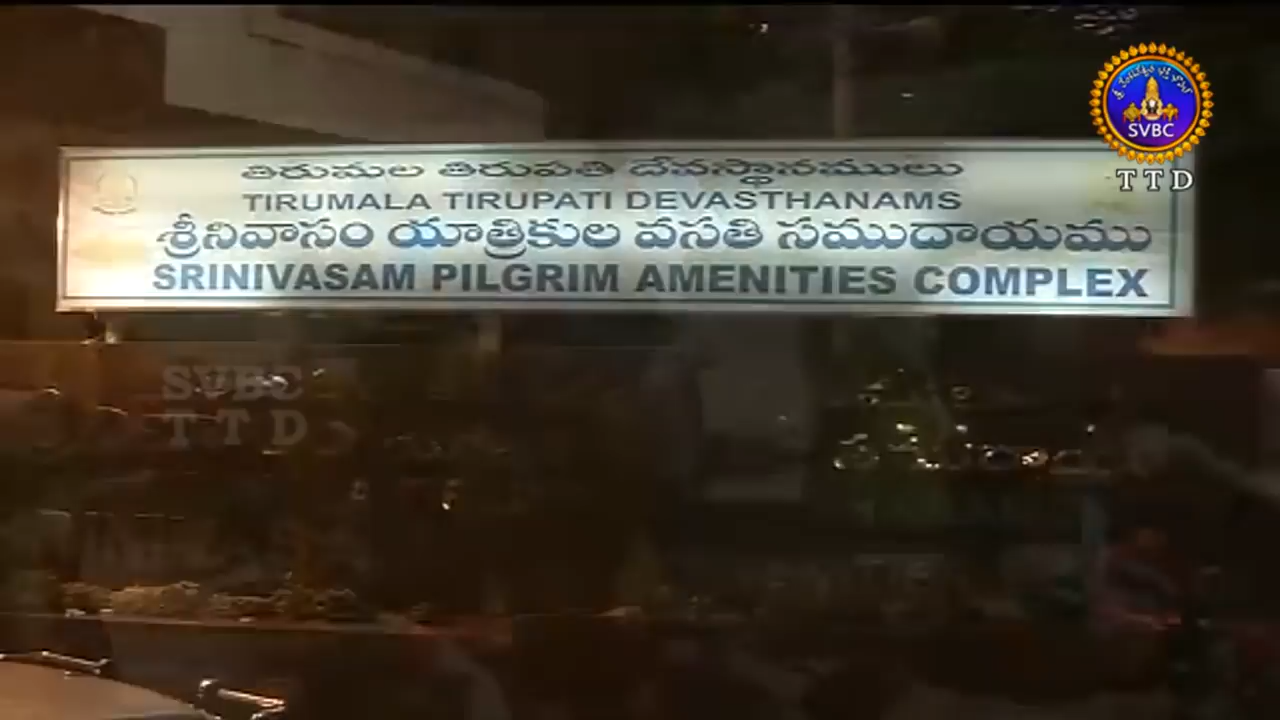 తిరుమల తిరుపతి దేవస్థానములు
TIRUMALA TIRUPATI DEVASTHANAMS
శ్రీనివాసం యాత్రికుల వసతి సముదాయము
SRINIVASAM PILGRIM AMENITIES COMPLEX
SVBC
TTD
SVBC
TTD